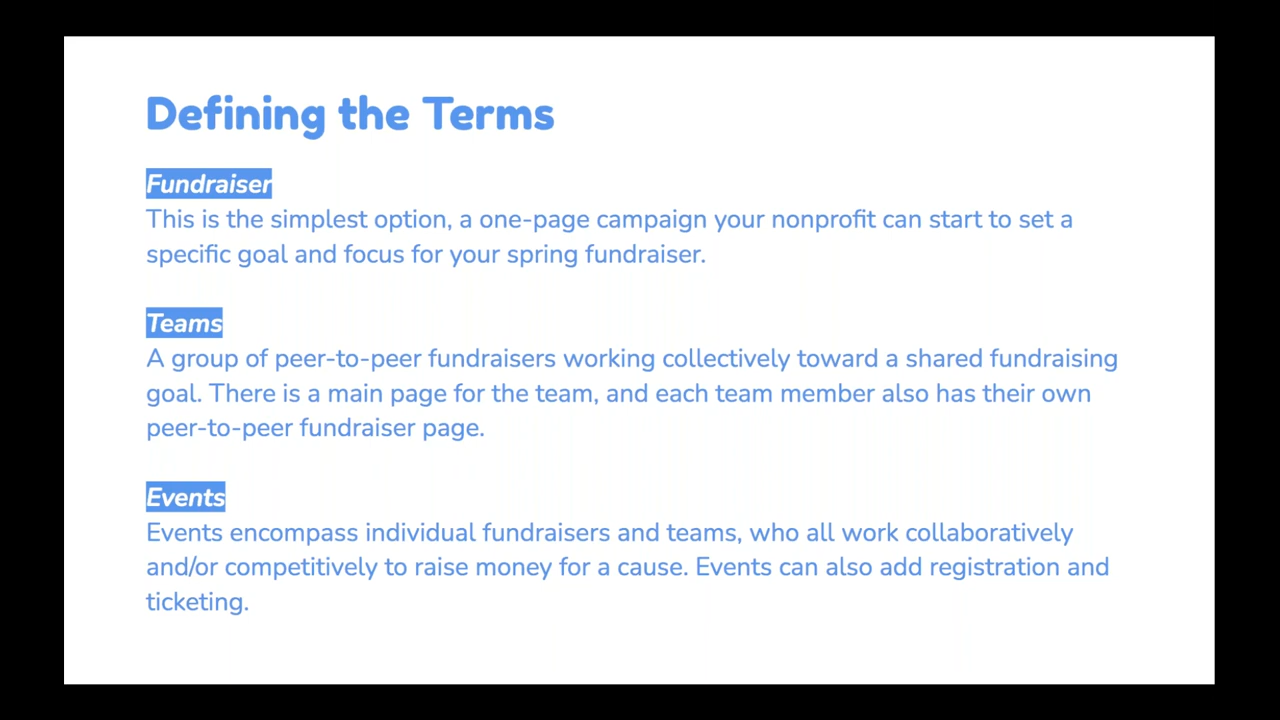 Defining the Terms
Fundraiser
This is the simplest option, a one-page campaign your nonprofit can start to set a
specific goal and focus for your spring fundraiser.
Teams
A group of peer-to-peer fundraisers working collectively toward a shared fundraising
goal. There is a main page for the team, and each team member also has their own
peer-to-peer fundraiser page.
Events
Events encompass individual fundraisers and teams, who all work collaboratively
and/or competitively to raise money for a cause. Events can also add registration and
ticketing.